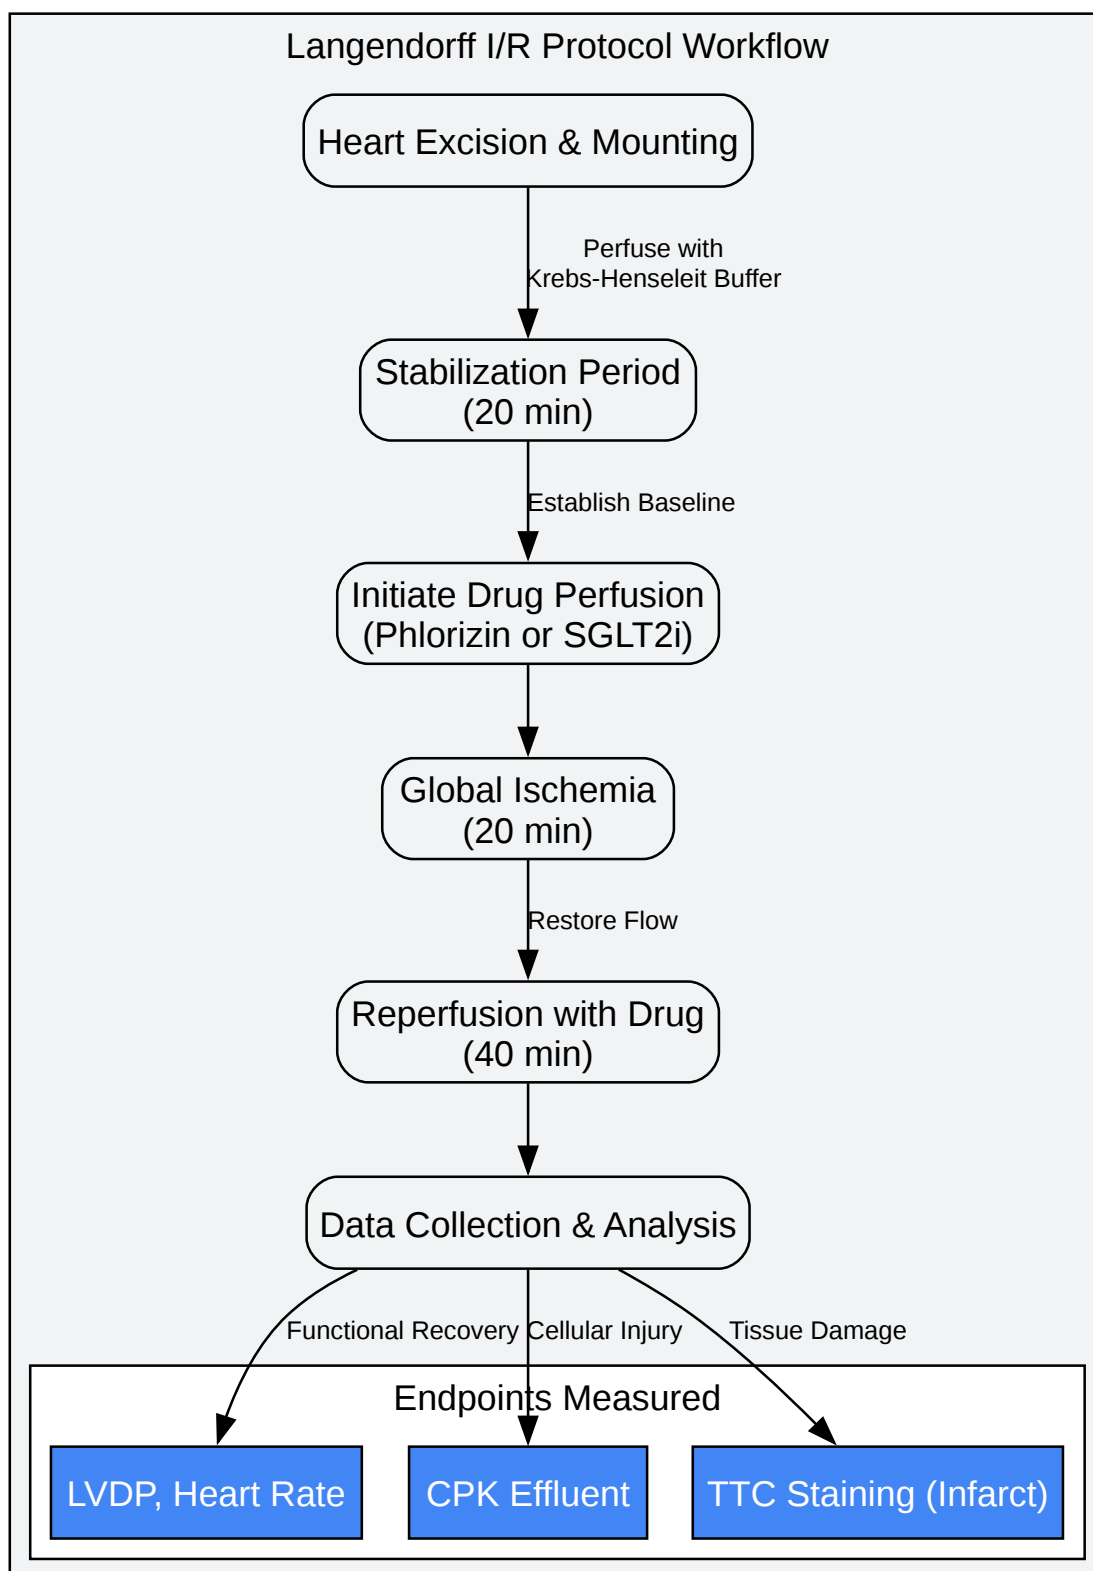 Langendorff I/R Protocol Workflow
Heart Excision & Mounting
Perfuse with
Krebs-Henseleit Buffer
Stabilization Period
(20 min)
Establish Baseline
Initiate Drug Perfusion
(Phlorizin or SGLT2i)
Global Ischemia
(20 min)
Restore Flow
Reperfusion with Drug
(40 min)
Data Collection & Analysis
Functional Recovery
Cellular Injury
Tissue Damage
Endpoints Measured
LVDP, Heart Rate
CPK Effluent
TTC Staining (Infarct)